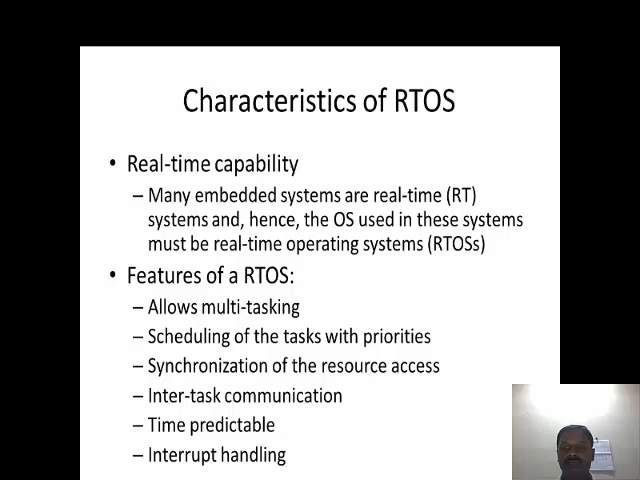 Characteristics of RTOS
• Real-time capability
– Many embedded systems are real-time (RT)
systems and, hence, the OS used in these systems
must be real-time operating systems (RTOSs)
• Features of a RTOS:
– Allows multi-tasking
– Scheduling of the tasks with priorities
– Synchronization of the resource access
– Inter-task communication
– Time predictable
– Interrupt handling